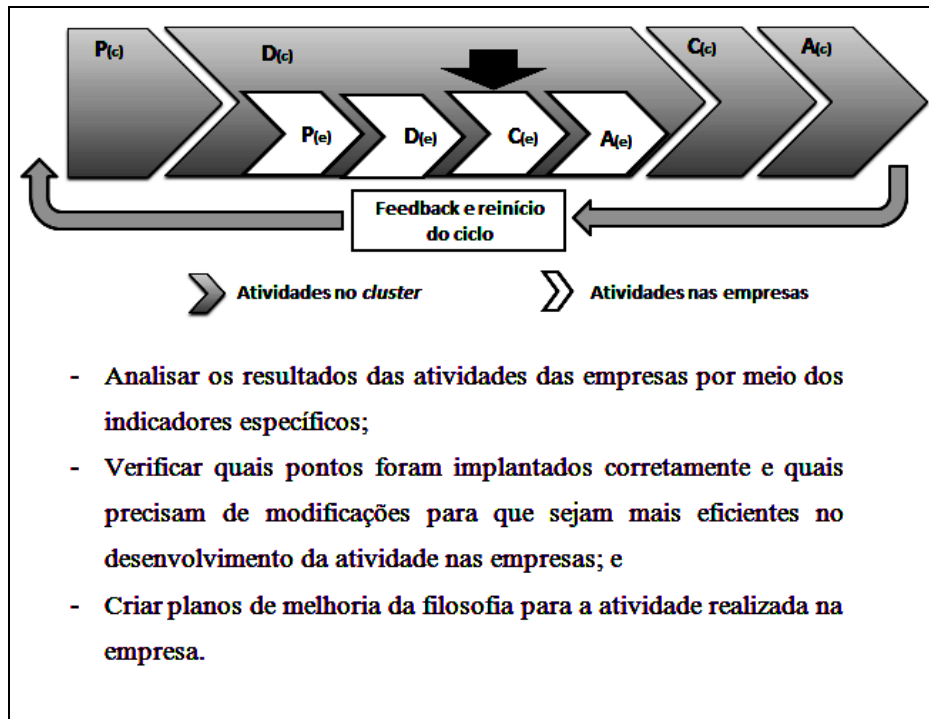 P(c)
D(c)
C(c)
A(c)
P(e)
D(e)
C(e)
A(e)
Feedback e reinício
do ciclo
Atividades no cluster
Atividades nas empresas
- Analisar os resultados das atividades das empresas por meio dos
indicadores específicos;
- Verificar quais pontos foram implantados corretamente e quais
precisam de modificações para que sejam mais eficientes no
desenvolvimento da atividade nas empresas; e
- Criar planos de melhoria da filosofia para a atividade realizada na
empresa.